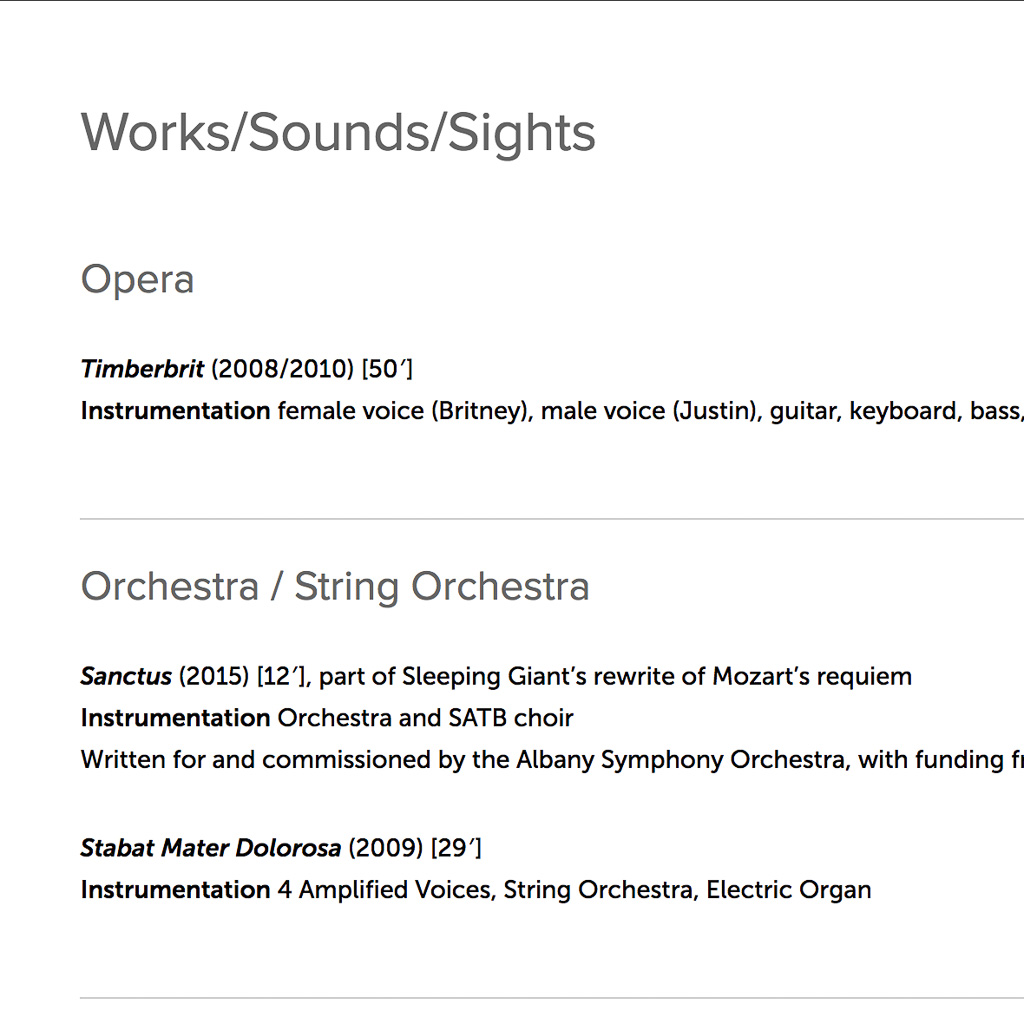 Works/Sounds/Sights
Opera
Timberbrit (2008/2010) [50′]
Instrumentation female voice (Britney), male voice (Justin), guitar, keyboard, bass,
Orchestra / String Orchestra
Sanctus (2015) [12′], part of Sleeping Giant’s rewrite of Mozart’s requiem
Instrumentation Orchestra and SATB choir
Written for and commissioned by the Albany Symphony Orchestra, with funding
Stabat Mater Dolorosa (2009) [29′]
Instrumentation 4 Amplified Voices, String Orchestra, Electric Organ